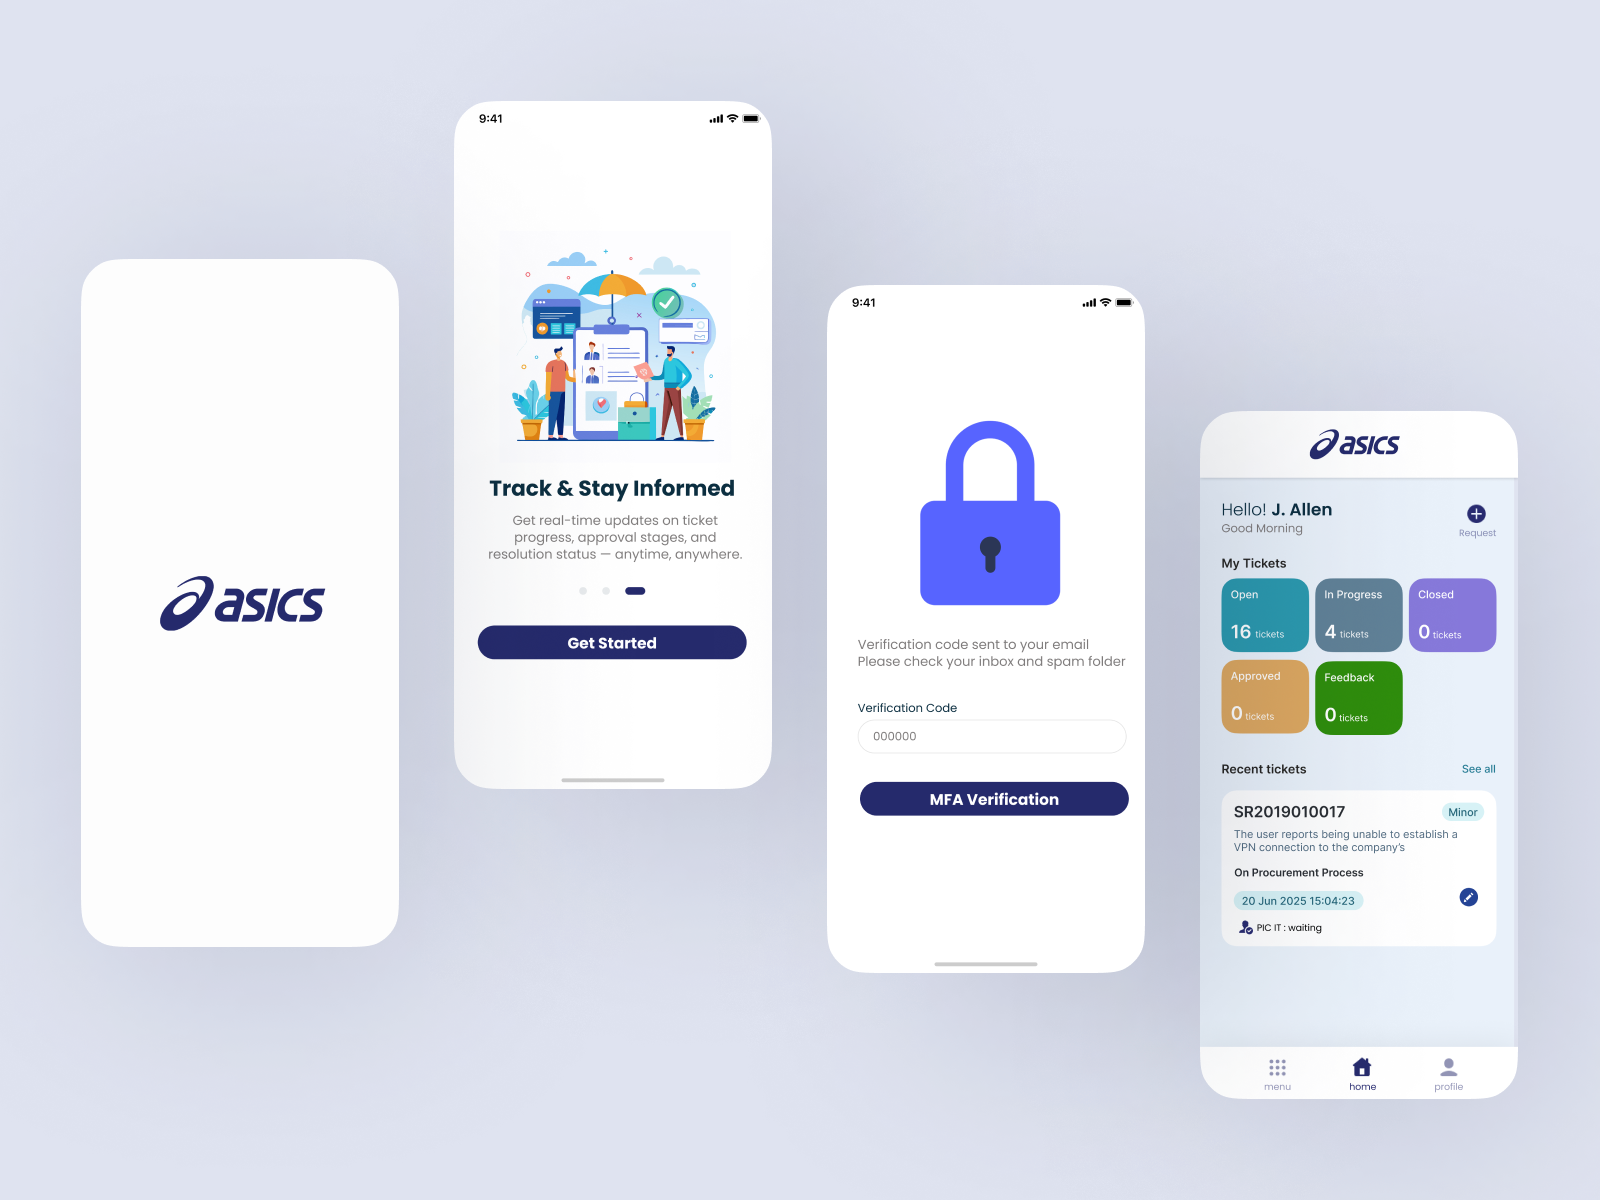 asics
9:41
Track & Stay Informed
Get real-time updates on ticket
progress, approval stages, and
resolution status — anytime, anywhere.
Get Started
9:41
Verification code sent to your email
Please check your inbox and spam folder
Verification Code
000000
MFA Verification
asics
Hello! J. Allen
Good Morning
Request
My Tickets
Open
16 tickets
In Progress
4 tickets
Closed
0 tickets
Approved
0 tickets
Feedback
0 tickets
Recent tickets
See all
SR2019010017
Minor
The user reports being unable to establish a
VPN connection to the company's
On Procurement Process
20 Jun 2025 15:04:23
PIC IT : waiting
menu
home
profile